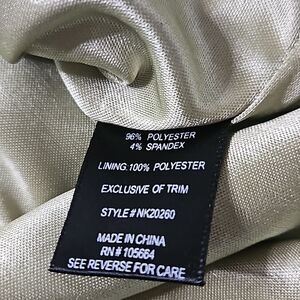 96% POLYESTER
4% SPANDEX
LINING:100% POLYESTER
EXCLUSIVE OF TRIM
STYLE#NK20260
MADE IN CHINA
RN#105664
SEE REVERSE FOR CARE